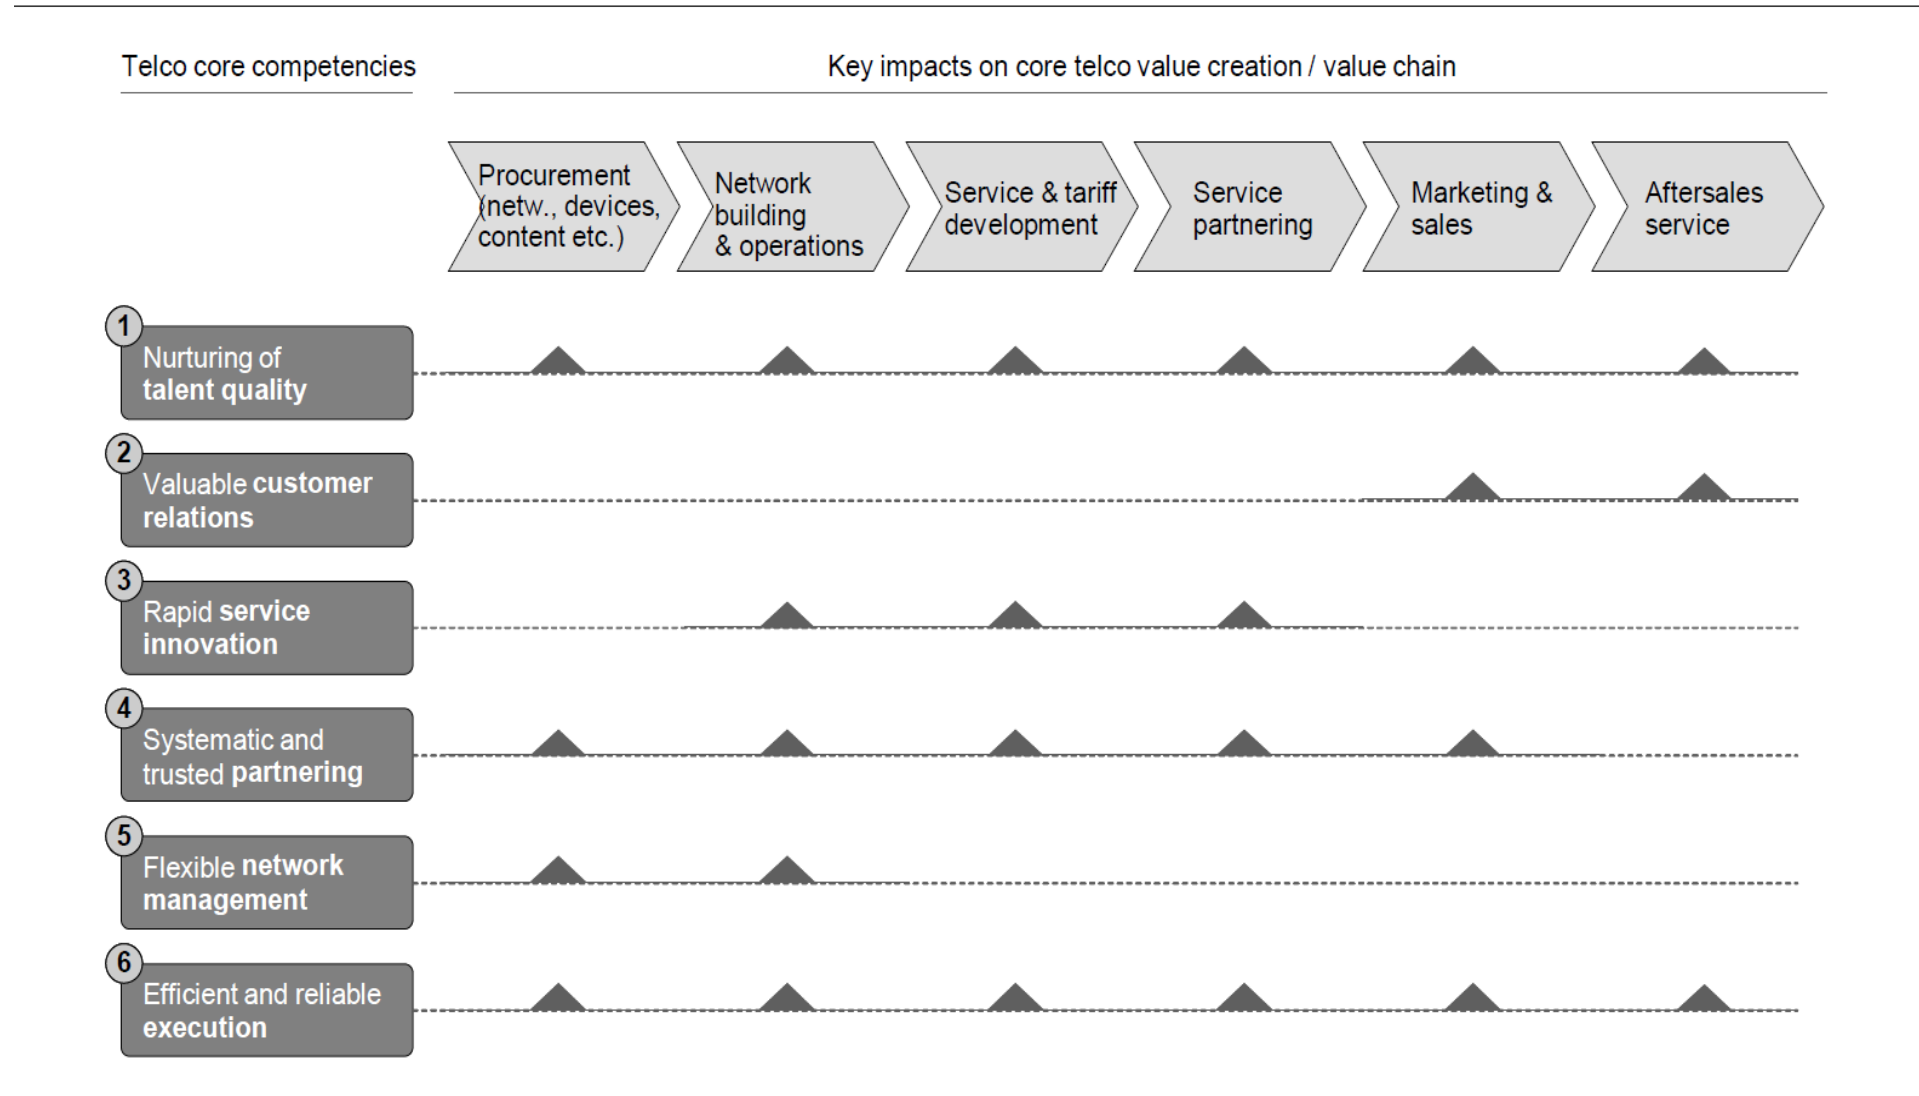 Telco core competencies
Key impacts on core telco value creation / value chain
Procurement
(netw., devices,
content etc.)
Network
building
& operations
Service & tariff
development
Service
partnering
Marketing &
sales
Aftersales
service
1
Nurturing of
talent quality
2
Valuable customer
relations
3
Rapid service
innovation
4
Systematic and
trusted partnering
5
Flexible network
management
6
Efficient and reliable
execution